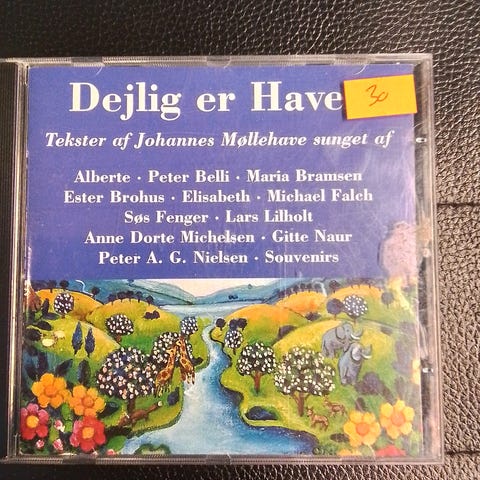 Dejlig er Have
30
Tekster af Johannes Møllehave sunget af
Alberte · Peter Belli · Maria Bramsen
Ester Brohus · Elisabeth · Michael Falch
Søs Fenger · Lars Lilholt
Anne Dorte Michelsen · Gitte Naur
Peter A. G. Nielsen · Souvenirs